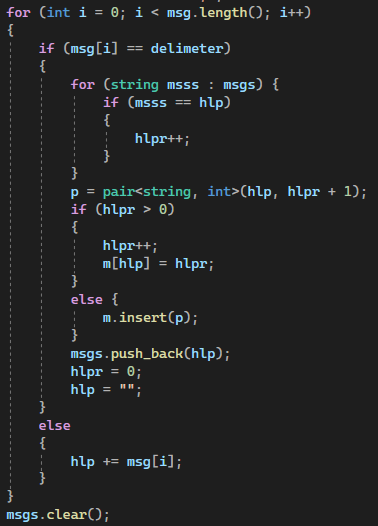 for (int i = 0; i < msg.length(); i++)
{
    if (msg[i] == delimeter)
    {
        for (string msss : msgs) {
            if (msss == hlp)
            {
                hlpr++;
            }
        }
        p = pair<string, int>(hlp, hlpr + 1);
        if (hlpr > 0)
        {
            hlpr++;
            m[hlp] = hlpr;
        }
        else {
            m.insert(p);
        }
        msgs.push_back(hlp);
        hlpr = 0;
        hlp = "";
    }
    else
    {
        hlp += msg[i];
    }
}
msgs.clear();